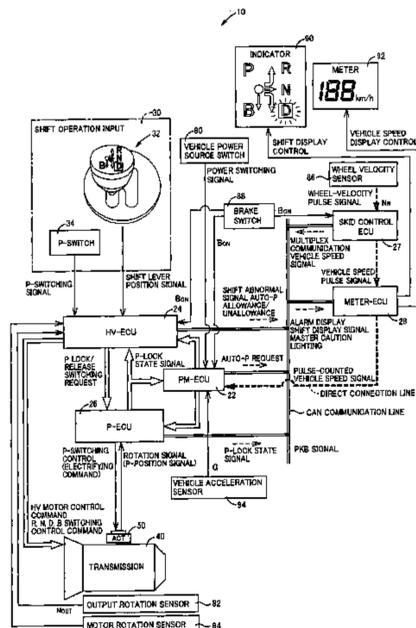 10
90
INDICATOR
P R
N
B D
92
METER
188 km/h
30
SHIFT OPERATION INPUT
32
R
N
B D
80
VEHICLE POWER
SOURCE SWITCH
SHIFT DISPLAY
CONTROL
VEHICLE SPEED
DISPLAY CONTROL
POWER SWITCHING
SIGNAL
WHEEL VELOCITY
SENSOR
86
88
BRAKE
SWITCH
BON
WHEEL-VELOCITY
PULSE SIGNAL
34
P-SWITCH
BON
SKID CONTROL
ECU
27
MULTIPLEX
COMMUNICATION
VEHICLE SPEED
SIGNAL
VEHICLE SPEED
PULSE SIGNAL
P-SWITCHING
SIGNAL
SHIFT LEVER
POSITION SIGNAL
24
BON
SHIFT ABNORMAL
SIGNAL AUTO-P
ALLOWANCE/
UNALLOWANCE
METER-ECU
28
HV-ECU
ALARM DISPLAY
SHIFT DISPLAY SIGNAL
MASTER CAUTION
LIGHTING
P LOCK/
RELEASE
SWITCHING
REQUEST
P-LOCK
STATE SIGNAL
AUTO-P REQUEST
PM-ECU
22
PULSE-COUNTED
VEHICLE SPEED SIGNAL
DIRECT CONNECTION LINE
26
P-ECU
CAN COMMUNICATION LINE
P-SWITCHING
CONTROL
(ELECTRIFYING
COMMAND)
ROTATION SIGNAL
(P-POSITION SIGNAL)
G
P-LOCK STATE
SIGNAL
PKB SIGNAL
VEHICLE ACCELERATION
SENSOR
94
HV MOTOR CONTROL
COMMAND
R, N, D, B SWITCHING
CONTROL COMMAND
50
ACT
40
TRANSMISSION
NOUT
OUTPUT ROTATION SENSOR
82
MOTOR ROTATION SENSOR
84